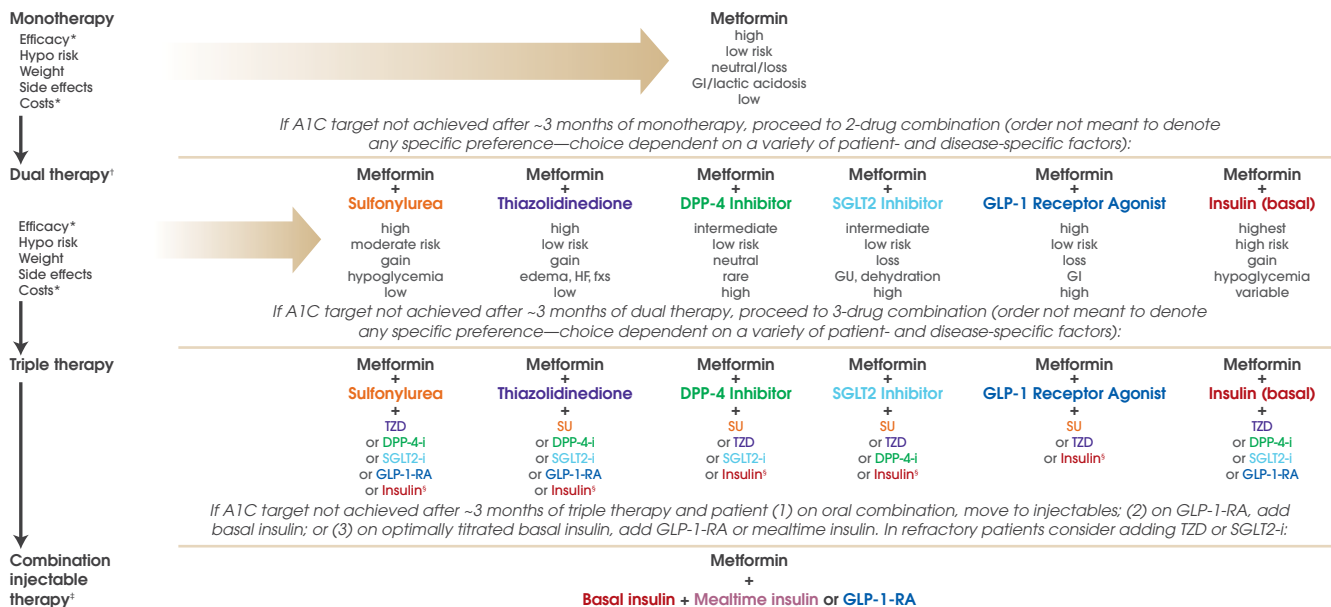 Monotherapy
Efficacy*
Hypo risk
Weight
Side effects
Costs*
Metformin
high
low risk
neutral/loss
GI/lactic acidosis
low
If A1C target not achieved after ~3 months of monotherapy, proceed to 2-drug combination (order not meant to denote
any specific preference—choice dependent on a variety of patient- and disease-specific factors):
Dual therapy†
Efficacy*
Hypo risk
Weight
Side effects
Costs*
Metformin
+
Sulfonylurea
high
moderate risk
gain
hypoglycemia
low
Metformin
+
Thiazolidinedione
high
low risk
gain
edema, HF, fxs
low
Metformin
+
DPP-4 Inhibitor
intermediate
low risk
neutral
rare
high
Metformin
+
SGLT2 Inhibitor
intermediate
low risk
loss
GU, dehydration
high
Metformin
+
GLP-1 Receptor Agonist
high
low risk
loss
GI
high
Metformin
+
Insulin (basal)
highest
high risk
gain
hypoglycemia
variable
If A1C target not achieved after ~3 months of dual therapy, proceed to 3-drug combination (order not meant to denote
any specific preference—choice dependent on a variety of patient- and disease-specific factors):
Triple therapy
Metformin
+
Sulfonylurea
+
TZD
or DPP-4-i
or SGLT2-i
or GLP-1-RA
or Insulin§
Metformin
+
Thiazolidinedione
+
SU
or DPP-4-i
or SGLT2-i
or GLP-1-RA
or Insulin§
Metformin
+
DPP-4 Inhibitor
+
SU
or TZD
or SGLT2-i
or Insulin§
Metformin
+
SGLT2 Inhibitor
+
SU
or TZD
or DPP-4-i
or Insulin§
Metformin
+
GLP-1 Receptor Agonist
+
SU
or TZD
or Insulin§
Metformin
+
Insulin (basal)
+
TZD
or DPP-4-i
or SGLT2-i
or GLP-1-RA
If A1C target not achieved after ~3 months of triple therapy and patient (1) on oral combination, move to injectables; (2) on GLP-1-RA, add
basal insulin; or (3) on optimally titrated basal insulin, add GLP-1-RA or mealtime insulin. In refractory patients consider adding TZD or SGLT2-i:
Combination
injectable
therapy‡
Metformin
+
Basal insulin + Mealtime insulin or GLP-1-RA